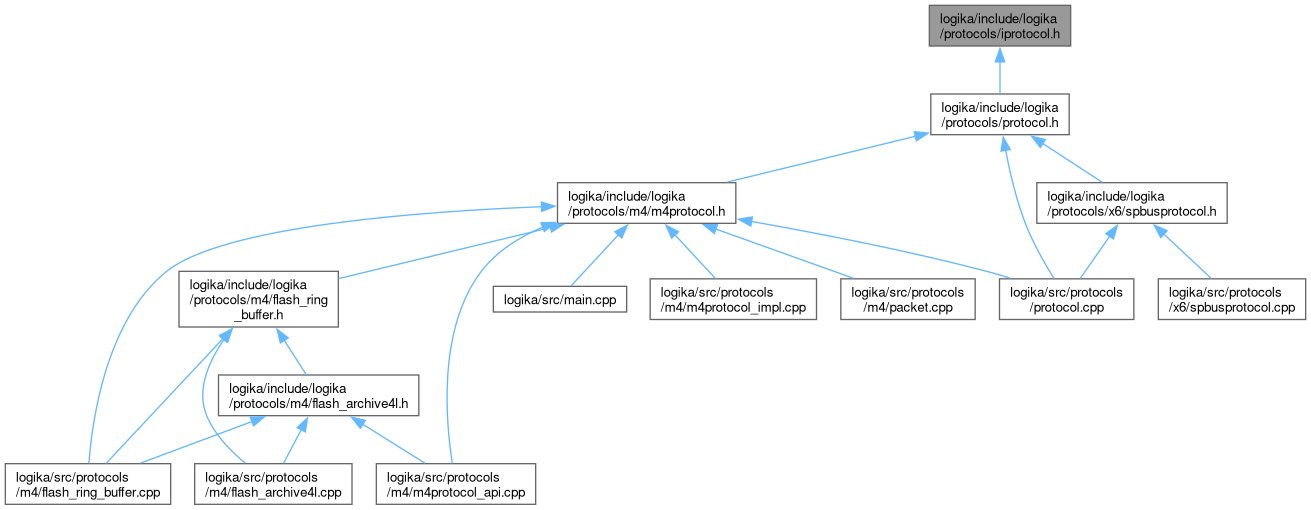 logika/include/logika
/protocols/iprotocol.h
logika/include/logika
/protocols/protocol.h
logika/include/logika
/protocols/m4/m4protocol.h
logika/include/logika
/protocols/x6/spbusprotocol.h
logika/include/logika
/protocols/m4/flash_ring
_buffer.h
logika/src/main.cpp
logika/src/protocols
/m4/m4protocol_impl.cpp
logika/src/protocols
/m4/packet.cpp
logika/src/protocols
/protocol.cpp
logika/src/protocols
/x6/spbusprotocol.cpp
logika/include/logika
/protocols/m4/flash_archive4l.h
logika/src/protocols
/m4/flash_ring_buffer.cpp
logika/src/protocols
/m4/flash_archive4l.cpp
logika/src/protocols
/m4/m4protocol_api.cpp